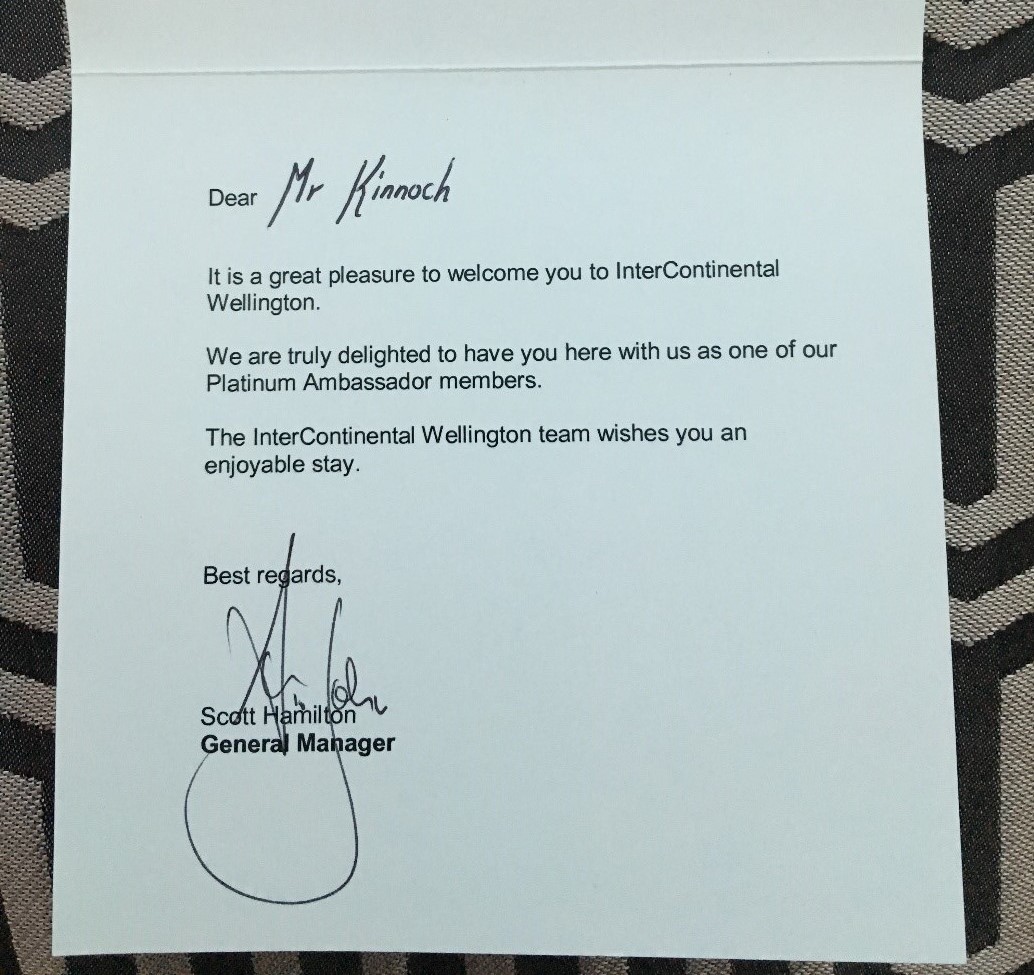 Dear Mr Kinnoch
It is a great pleasure to welcome you to InterContinental
Wellington.
We are truly delighted to have you here with us as one of our
Platinum Ambassador members.
The InterContinental Wellington team wishes you an
enjoyable stay.
Best regards,
Scott Hamilton
General Manager